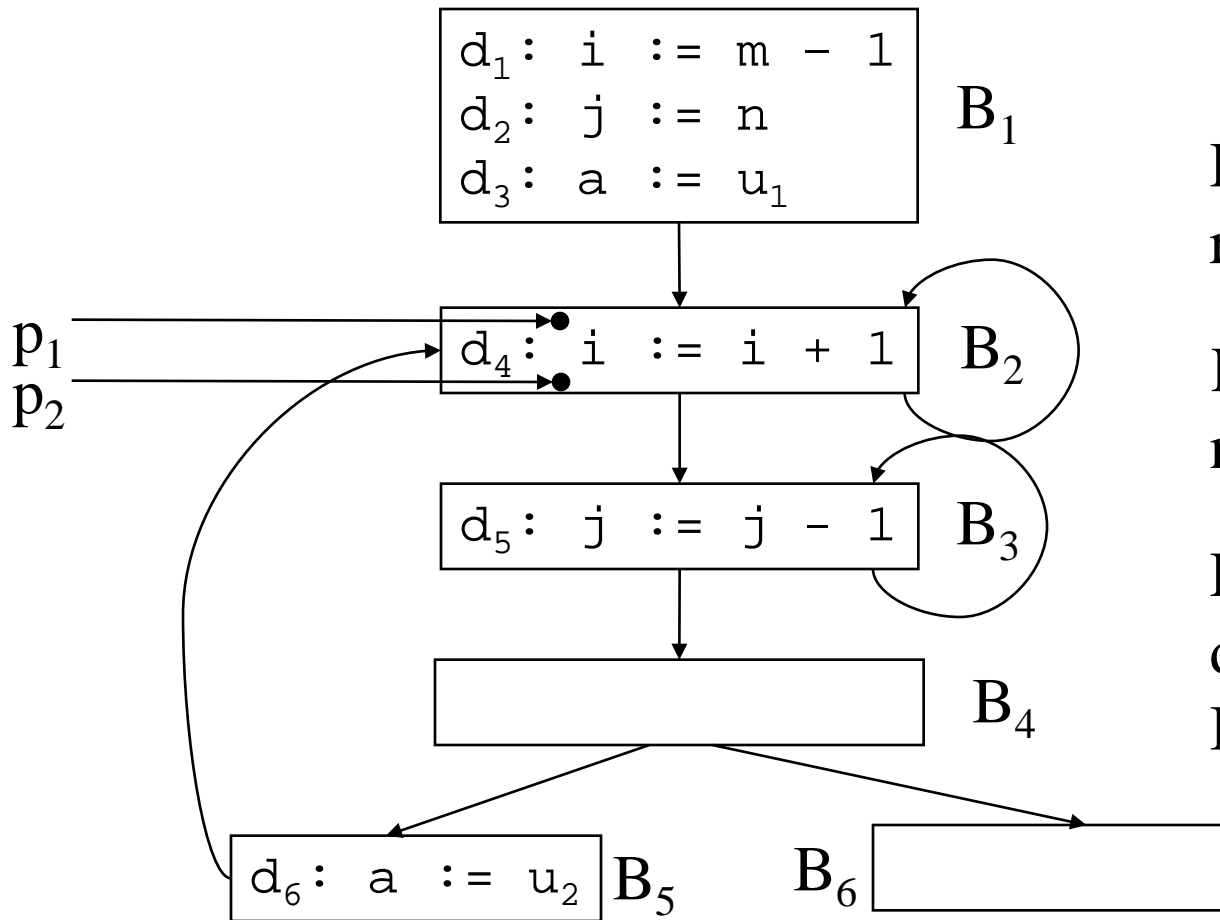 d₁: i := m - 1
d₂: j := n
d₃: a := u₁
B₁
p₁
p₂
d₄: i := i + 1
B₂
d₅: j := j - 1
B₃
B₄
d₆: a := u₂
B₅
B₆